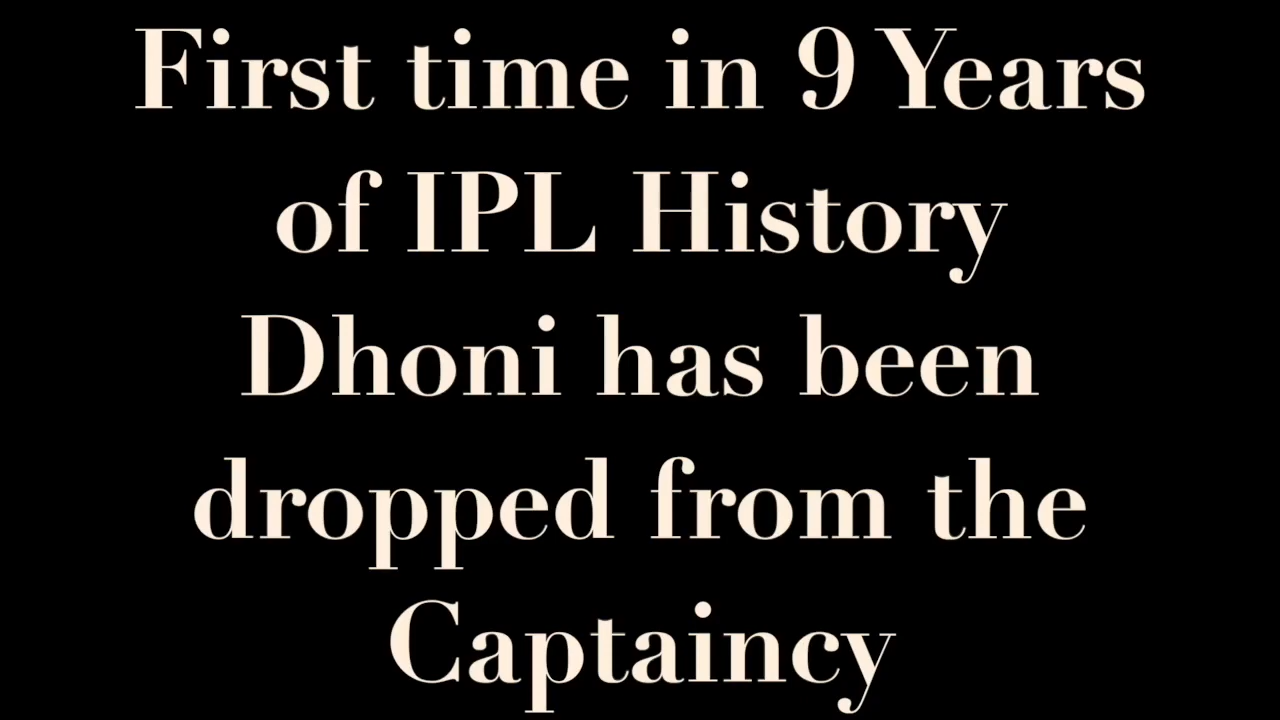 First time in 9 Years
of IPL History
Dhoni has been
dropped from the
Captaincy